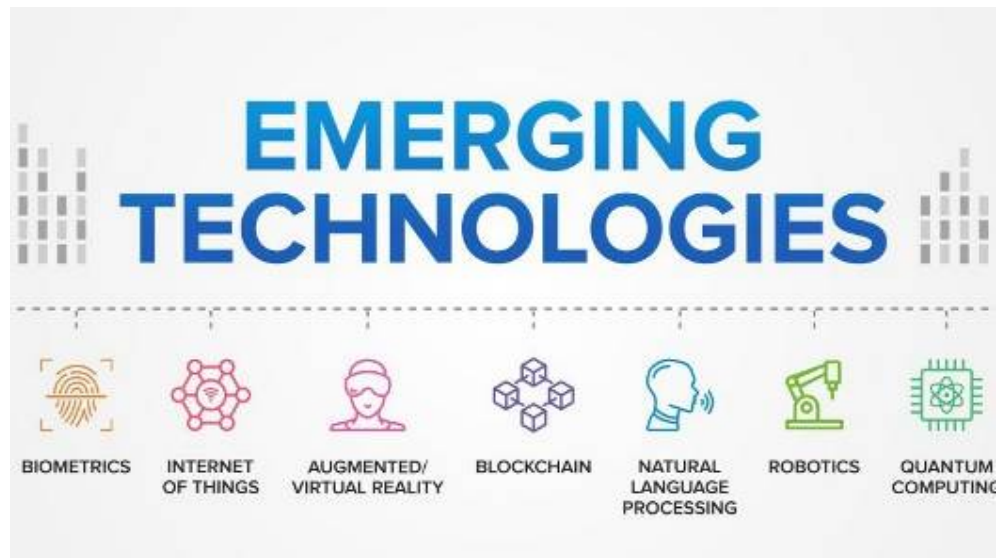 EMERGING
TECHNOLOGIES
BIOMETRICS
INTERNET
OF THINGS
AUGMENTED/
VIRTUAL REALITY
BLOCKCHAIN
NATURAL
LANGUAGE
PROCESSING
ROBOTICS
QUANTUM
COMPUTING